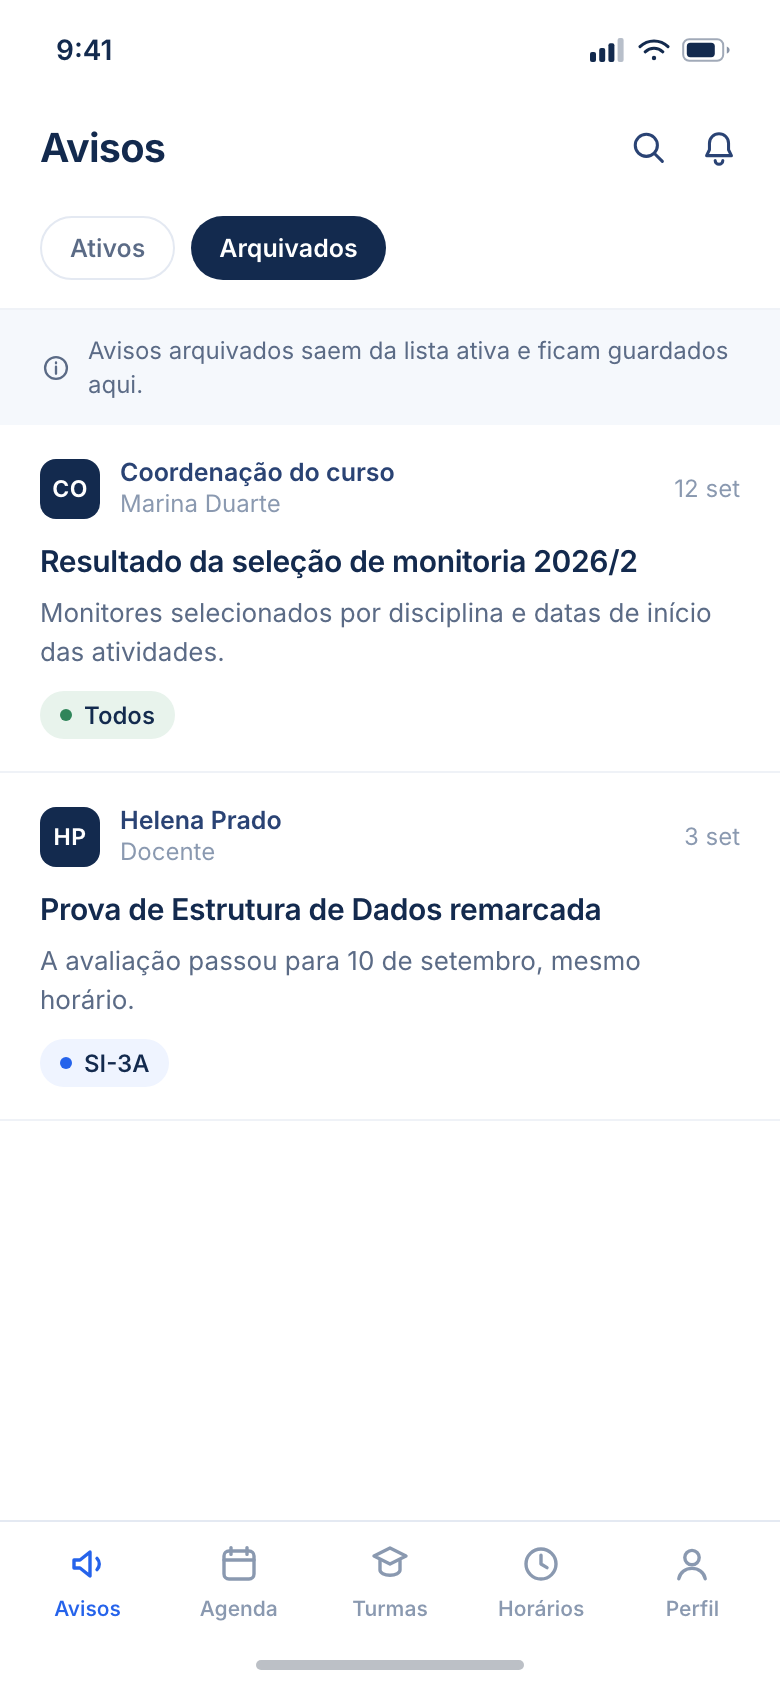 9:41
Avisos
Ativos
Arquivados
Avisos arquivados saem da lista ativa e ficam guardados
aqui.
CO
Coordenação do curso
Marina Duarte
12 set
Resultado da seleção de monitoria 2026/2
Monitores selecionados por disciplina e datas de início
das atividades.
Todos
HP
Helena Prado
Docente
3 set
Prova de Estrutura de Dados remarcada
A avaliação passou para 10 de setembro, mesmo
horário.
SI-3A
Avisos
Agenda
Turmas
Horários
Perfil